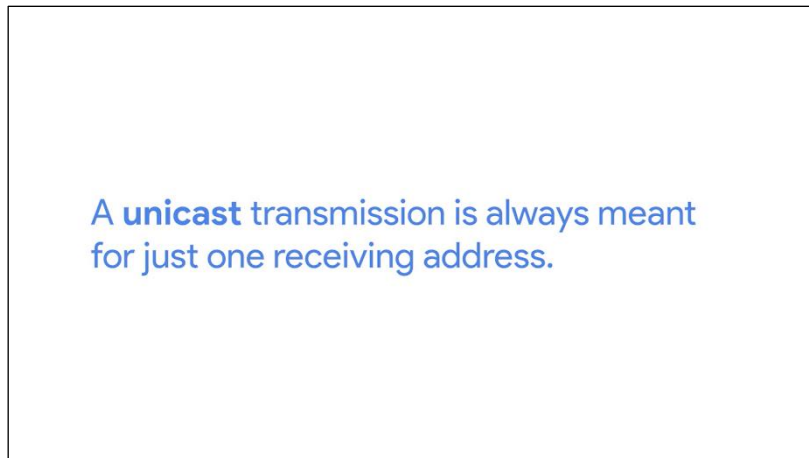 A unicast transmission is always meant
for just one receiving address.